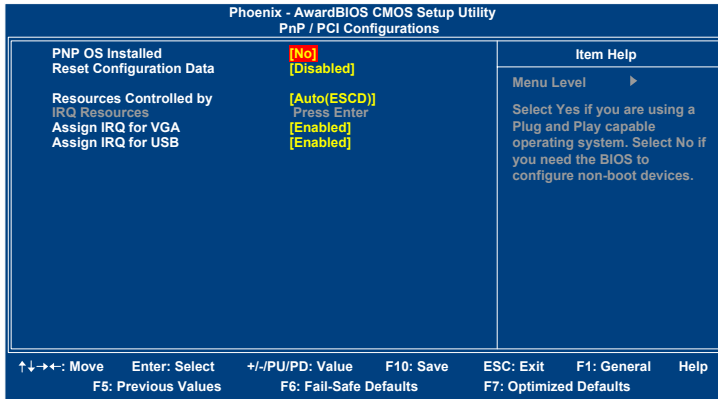 Phoenix - AwardBIOS CMOS Setup Utility
PnP / PCI Configurations
PNP OS Installed [No]
Reset Configuration Data [Disabled]
Resources Controlled by [Auto(ESCD)]
IRQ Resources Press Enter
Assign IRQ for VGA [Enabled]
Assign IRQ for USB [Enabled]
Item Help
Menu Level ▶
Select Yes if you are using a
Plug and Play capable
operating system. Select No if
you need the BIOS to
configure non-boot devices.
↑↓→←: Move Enter: Select +/-/PU/PD: Value F10: Save ESC: Exit F1: General Help
F5: Previous Values F6: Fail-Safe Defaults F7: Optimized Defaults